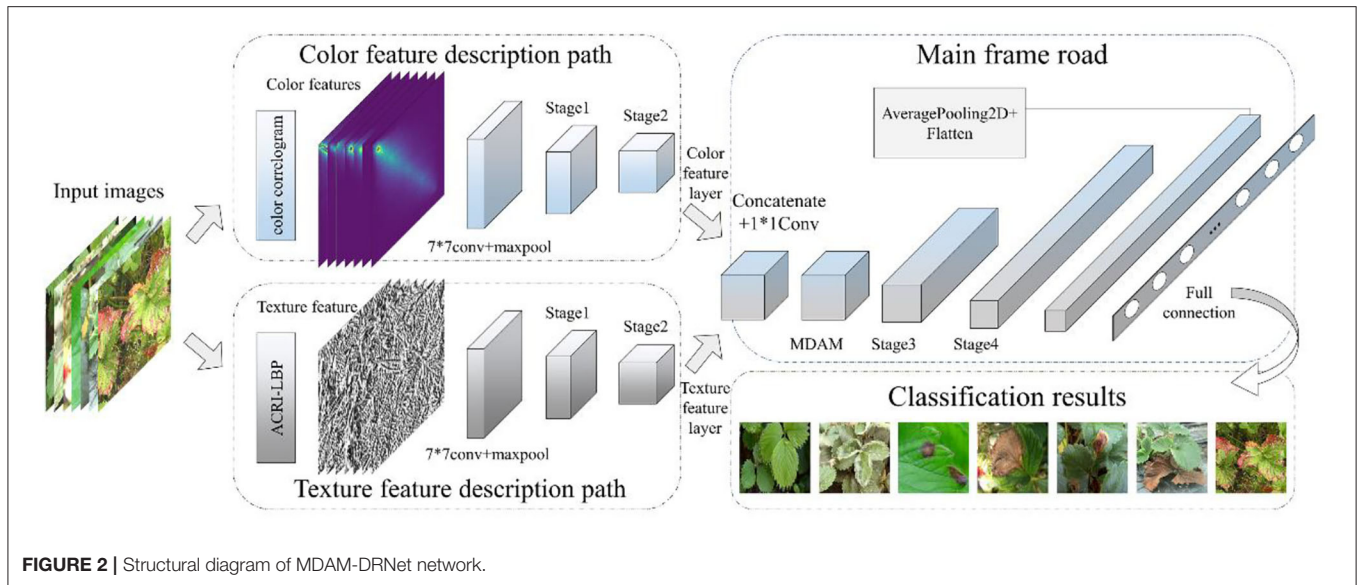 Color feature description path
Color features
color corrclogram
Stage1
Stage2
7*7conv+maxpool
Color
feature
layer
Input images
Texture feature
ACRI-LBP
Stage1
Stage2
7*7conv+maxpool
Texture feature description path
Texture
feature
layer
Main frame road
AveragePooling2D+
Flatten
Concatenate
+1*1Conv
MDAM
Stage3
Stage4
...
Full
connection
Classification results
FIGURE 2 | Structural diagram of MDAM-DRNet network.